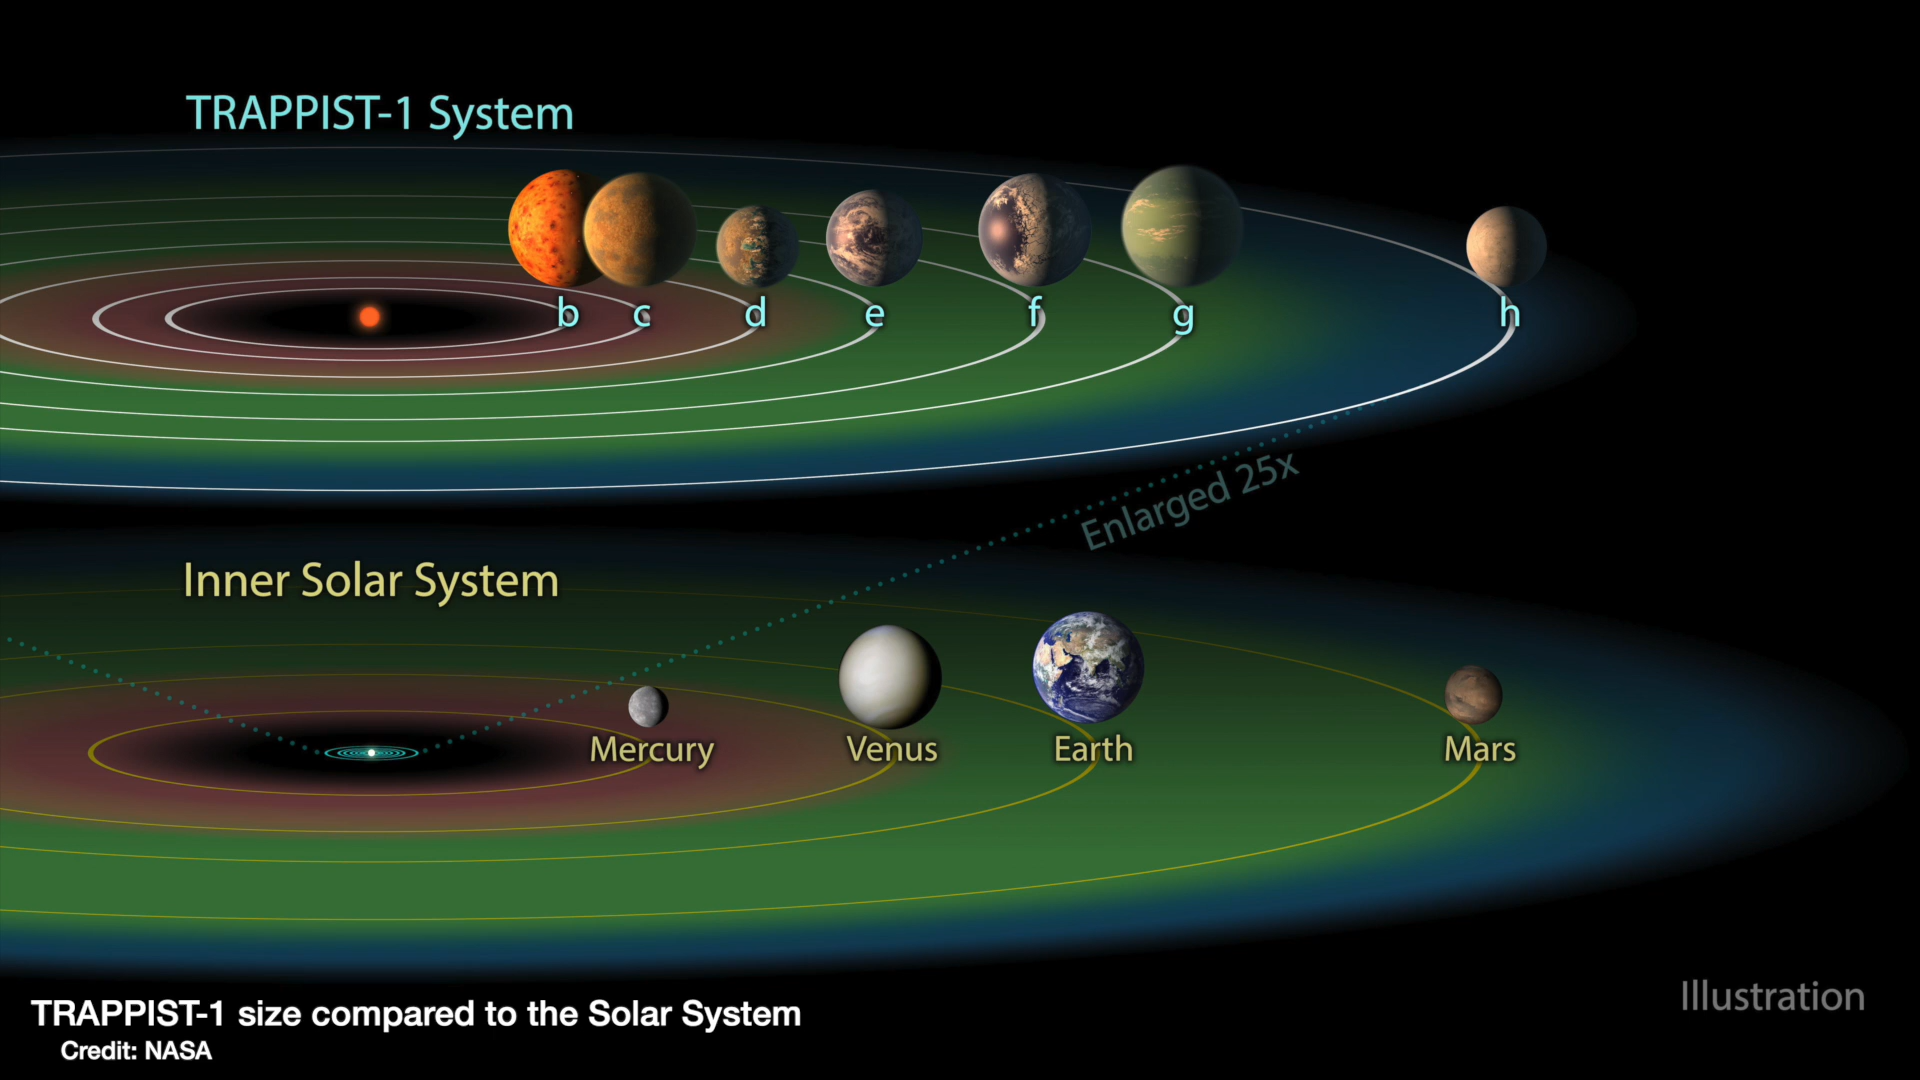 TRAPPIST-1 System
b c d e f g h
Enlarged 25x
Inner Solar System
Mercury Venus Earth Mars
Illustration
TRAPPIST-1 size compared to the Solar System
Credit: NASA